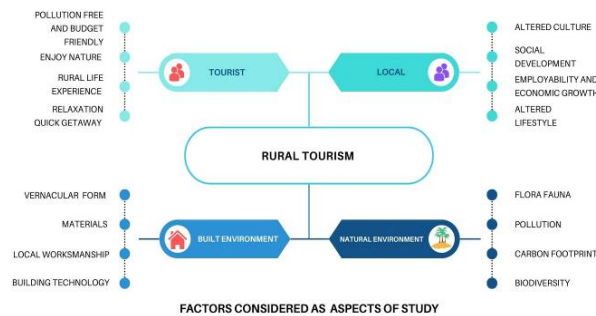 POLLUTION FREE
AND BUDGET
FRIENDLY
ENJOY NATURE
RURAL LIFE
EXPERIENCE
RELAXATION
QUICK GETAWAY
TOURIST
LOCAL
ALTERED CULTURE
SOCIAL
DEVELOPMENT
EMPLOYABILITY AND
ECONOMIC GROWTH
ALTERED
LIFESTYLE
RURAL TOURISM
VERNACULAR FORM
MATERIALS
LOCAL WORKSMANSHIP
BUILDING TECHNOLOGY
BUILT ENVIRONMENT
NATURAL ENVIRONMENT
FLORA FAUNA
POLLUTION
CARBON FOOTPRINT
BIODIVERSITY
FACTORS CONSIDERED AS ASPECTS OF STUDY